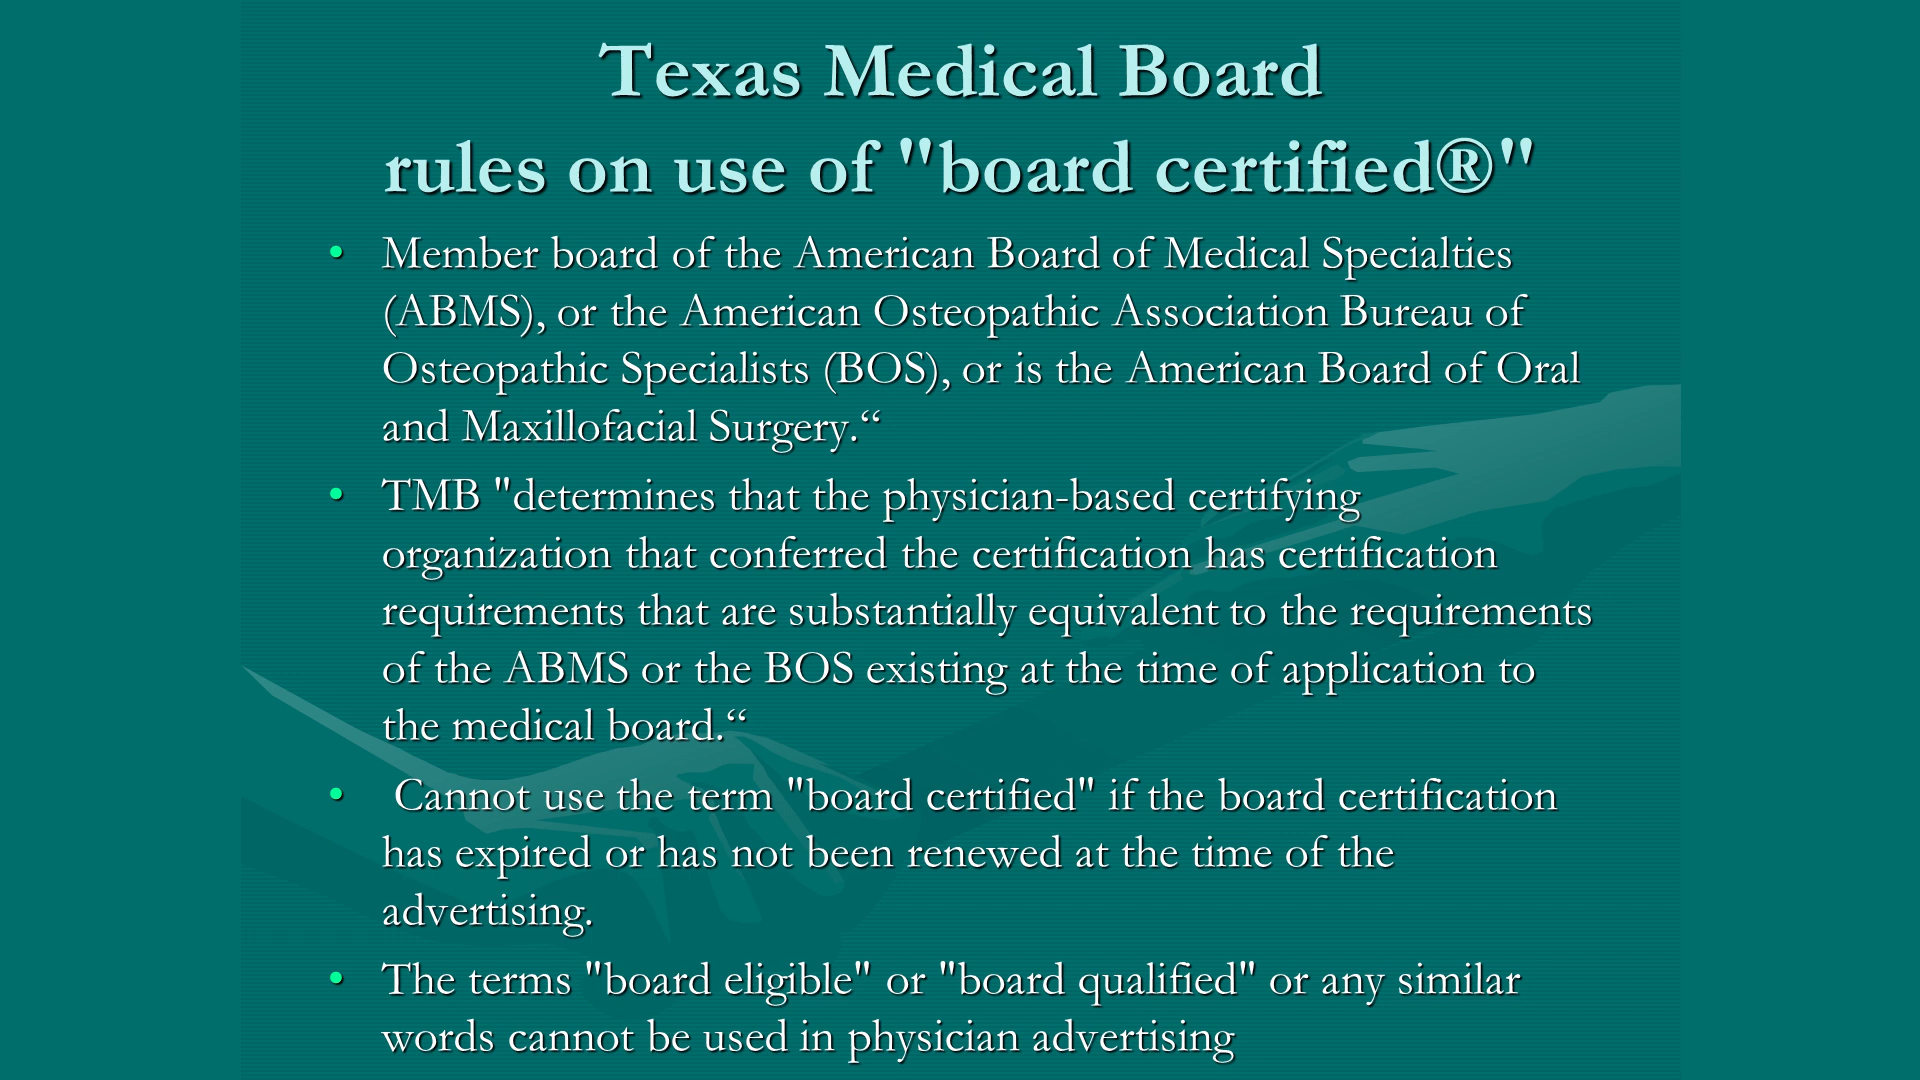 Texas Medical Board
rules on use of "board certified®"
• Member board of the American Board of Medical Specialties
(ABMS), or the American Osteopathic Association Bureau of
Osteopathic Specialists (BOS), or is the American Board of Oral
and Maxillofacial Surgery.“
• TMB "determines that the physician-based certifying
organization that conferred the certification has certification
requirements that are substantially equivalent to the requirements
of the ABMS or the BOS existing at the time of application to
the medical board.“
• Cannot use the term "board certified" if the board certification
has expired or has not been renewed at the time of the
advertising.
• The terms "board eligible" or "board qualified" or any similar
words cannot be used in physician advertising